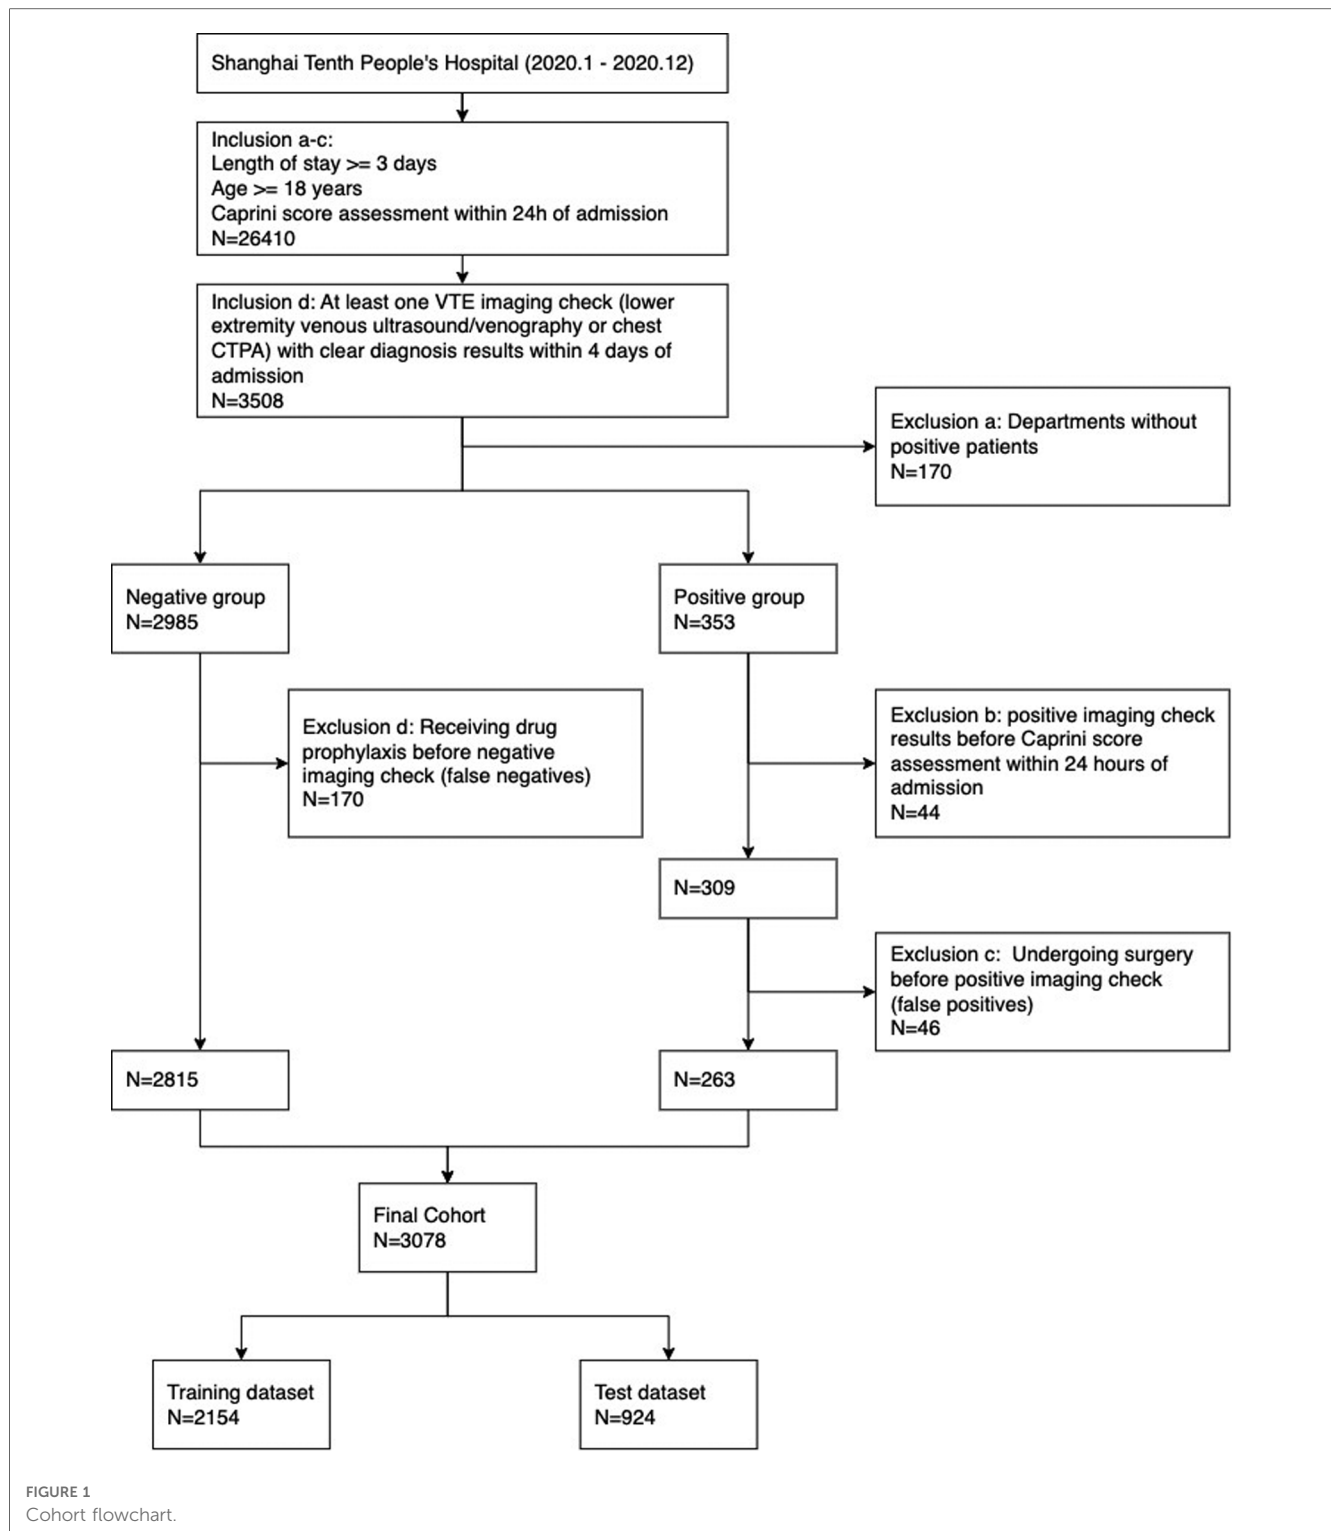 Shanghai Tenth People's Hospital (2020.1 - 2020.12)
Inclusion a-c:
Length of stay >= 3 days
Age >= 18 years
Caprini score assessment within 24h of admission
N=26410
Inclusion d: At least one VTE imaging check (lower
extremity venous ultrasound/venography or chest
CTPA) with clear diagnosis results within 4 days of
admission
N=3508
Exclusion a: Departments without
positive patients
N=170
Negative group
N=2985
Positive group
N=353
Exclusion d: Receiving drug
prophylaxis before negative
imaging check (false negatives)
N=170
Exclusion b: positive imaging check
results before Caprini score
assessment within 24 hours of
admission
N=44
N=309
Exclusion c:  Undergoing surgery
before positive imaging check
(false positives)
N=46
N=2815
N=263
Final Cohort
N=3078
Training dataset
N=2154
Test dataset
N=924
FIGURE 1
Cohort flowchart.